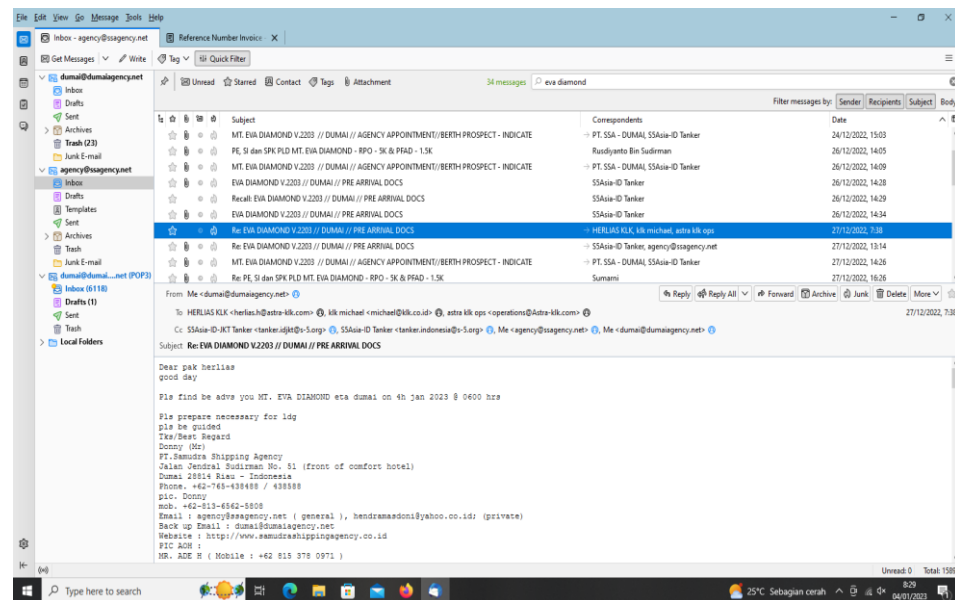 File Edit View Go Message Tools Help
Inbox - agency@ssagency.net
Reference Number Invoice
Get Messages Write Tag Quick Filter
dumai@dumaiagency.net
Inbox
Drafts
Sent
Archives
Trash (23)
Junk E-mail
agency@ssagency.net
Inbox
Drafts
Templates
Sent
Archives
Trash
Junk E-mail
dumai@dumai....net (POP3)
Inbox (6118)
Drafts (1)
Sent
Trash
Local Folders
Unread Starred Contact Tags Attachment 34 messages eva diamond
Filter messages by: Sender Recipients Subject Body
Subject Correspondents Date
MT. EVA DIAMOND V.2203 // DUMAI // AGENCY APPOINTMENT//BERTH PROSPECT - INDICATE PT. SSA - DUMAI, S5Asia-ID Tanker 24/12/2022, 15:03
PE, SI dan SPK PLD MT. EVA DIAMOND - RPO - 5K & PFAD - 1.5K Rusdiyanto Bin Sudirman 26/12/2022, 14:05
MT. EVA DIAMOND V.2203 // DUMAI // AGENCY APPOINTMENT//BERTH PROSPECT - INDICATE PT. SSA - DUMAI, S5Asia-ID Tanker 26/12/2022, 14:09
EVA DIAMOND V.2203 // DUMAI // PRE ARRIVAL DOCS S5Asia-ID Tanker 26/12/2022, 14:28
Recall: EVA DIAMOND V.2203 // DUMAI // PRE ARRIVAL DOCS S5Asia-ID Tanker 26/12/2022, 14:29
EVA DIAMOND V.2203 // DUMAI // PRE ARRIVAL DOCS S5Asia-ID Tanker 26/12/2022, 14:34
Re: EVA DIAMOND V.2203 // DUMAI // PRE ARRIVAL DOCS HERLIAS KLK, klk michael, astra klk ops 27/12/2022, 7:38
Re: EVA DIAMOND V.2203 // DUMAI // PRE ARRIVAL DOCS S5Asia-ID Tanker, agency@ssagency.net 27/12/2022, 13:14
MT. EVA DIAMOND V.2203 // DUMAI // AGENCY APPOINTMENT//BERTH PROSPECT - INDICATE PT. SSA - DUMAI, S5Asia-ID Tanker 27/12/2022, 14:26
Re: PE, SI dan SPK PLD MT. EVA DIAMOND - RPO - 5K & PFAD - 1.5K Sumarni 27/12/2022, 16:26
From Me <dumai@dumaiagency.net> Reply Reply All Forward Archive Junk Delete More
To HERLIAS KLK <herlias.h@astra-klk.com>, klk michael <michael@klk.co.id>, astra klk ops <operations@Astra-klk.com> 27/12/2022, 7:38
Cc S5Asia-ID-JKT Tanker <tanker.idjkt@s-5.org>, S5Asia-ID Tanker <tanker.indonesia@s-5.org>, Me <agency@ssagency.net>, Me <dumai@dumaiagency.net>
Subject Re: EVA DIAMOND V.2203 // DUMAI // PRE ARRIVAL DOCS
Dear pak herlias
good day
Pls find be advs you MT. EVA DIAMOND eta dumai on 4h jan 2023 @ 0600 hrs
Pls prepare necessary for ldg
pls be guided
Tks/Best Regard
Donny (Mr)
PT.Samudra Shipping Agency
Jalan Jendral Sudirman No. 51 (front of comfort hotel)
Dumai 28814 Riau - Indonesia
Phone. +62-765-438488 / 438588
pic. Donny
mob. +62-813-6562-5808
Email : agency@ssagency.net ( general ), hendramasdoni@yahoo.co.id; (private)
Back up Email : dumai@dumaiagency.net
Website : http://www.samudrashippingagency.co.id
PIC AOH :
MR. ADE H ( Mobile : +62 815 378 0971 )
Unread: 0 Total: 1589
Type here to search
25°C Sebagian cerah
8:29
04/01/2023